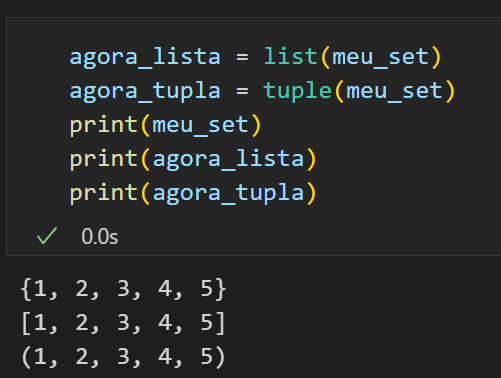 agora_lista = list(meu_set)
agora_tupla = tuple(meu_set)
print(meu_set)
print(agora_lista)
print(agora_tupla)
0.0s
{1, 2, 3, 4, 5}
[1, 2, 3, 4, 5]
(1, 2, 3, 4, 5)